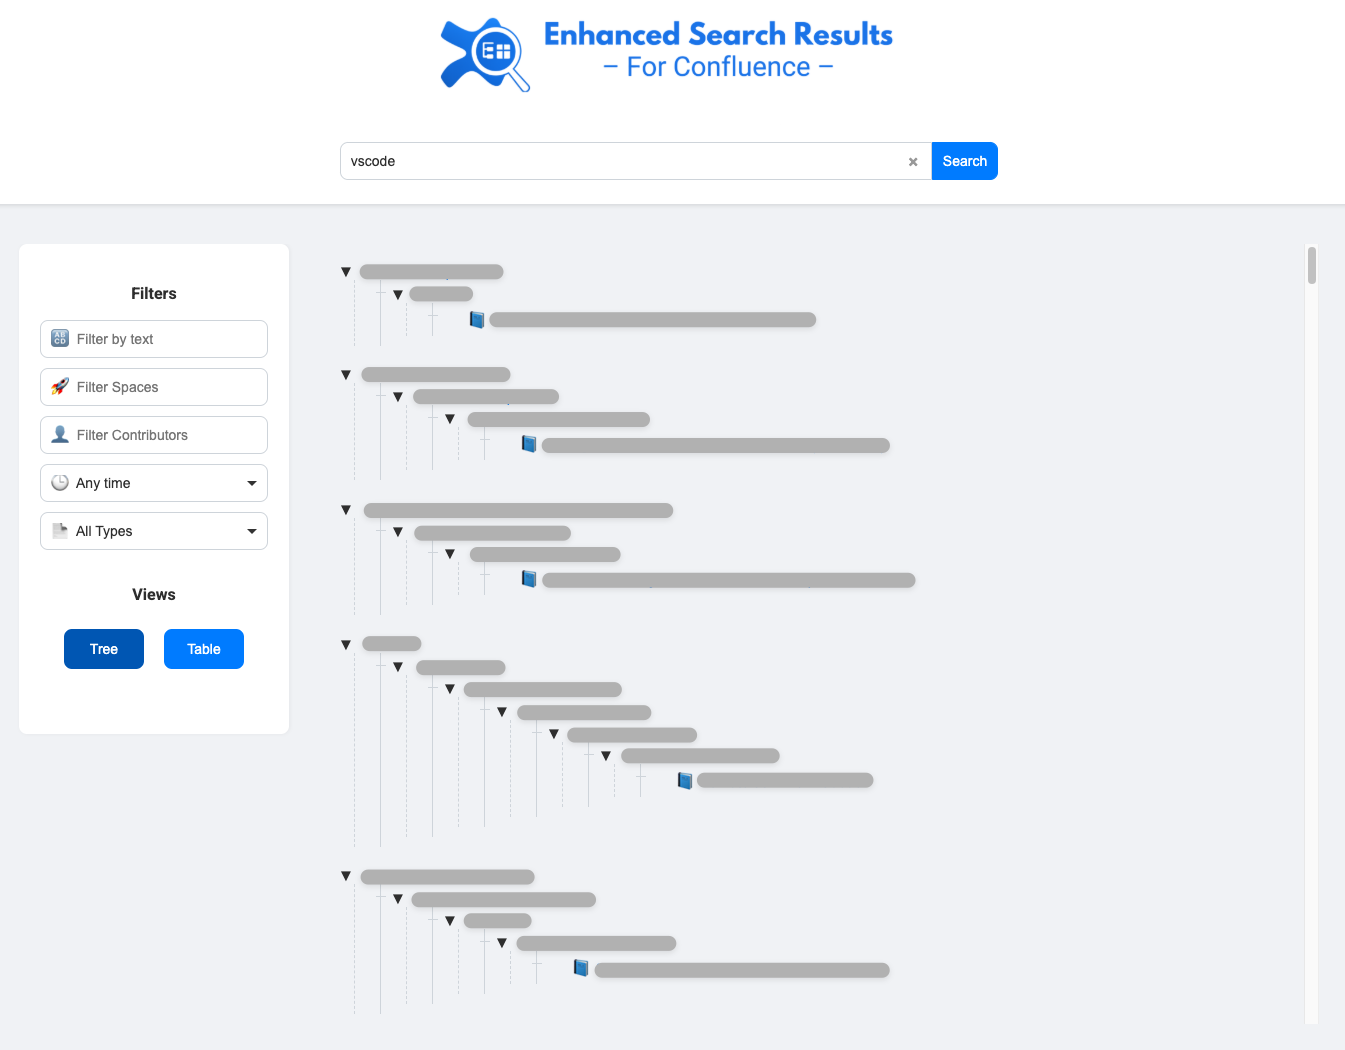 Enhanced Search Results
– For Confluence –
vscode
Search
Filters
Filter by text
Filter Spaces
Filter Contributors
Any time
All Types
Views
Tree
Table